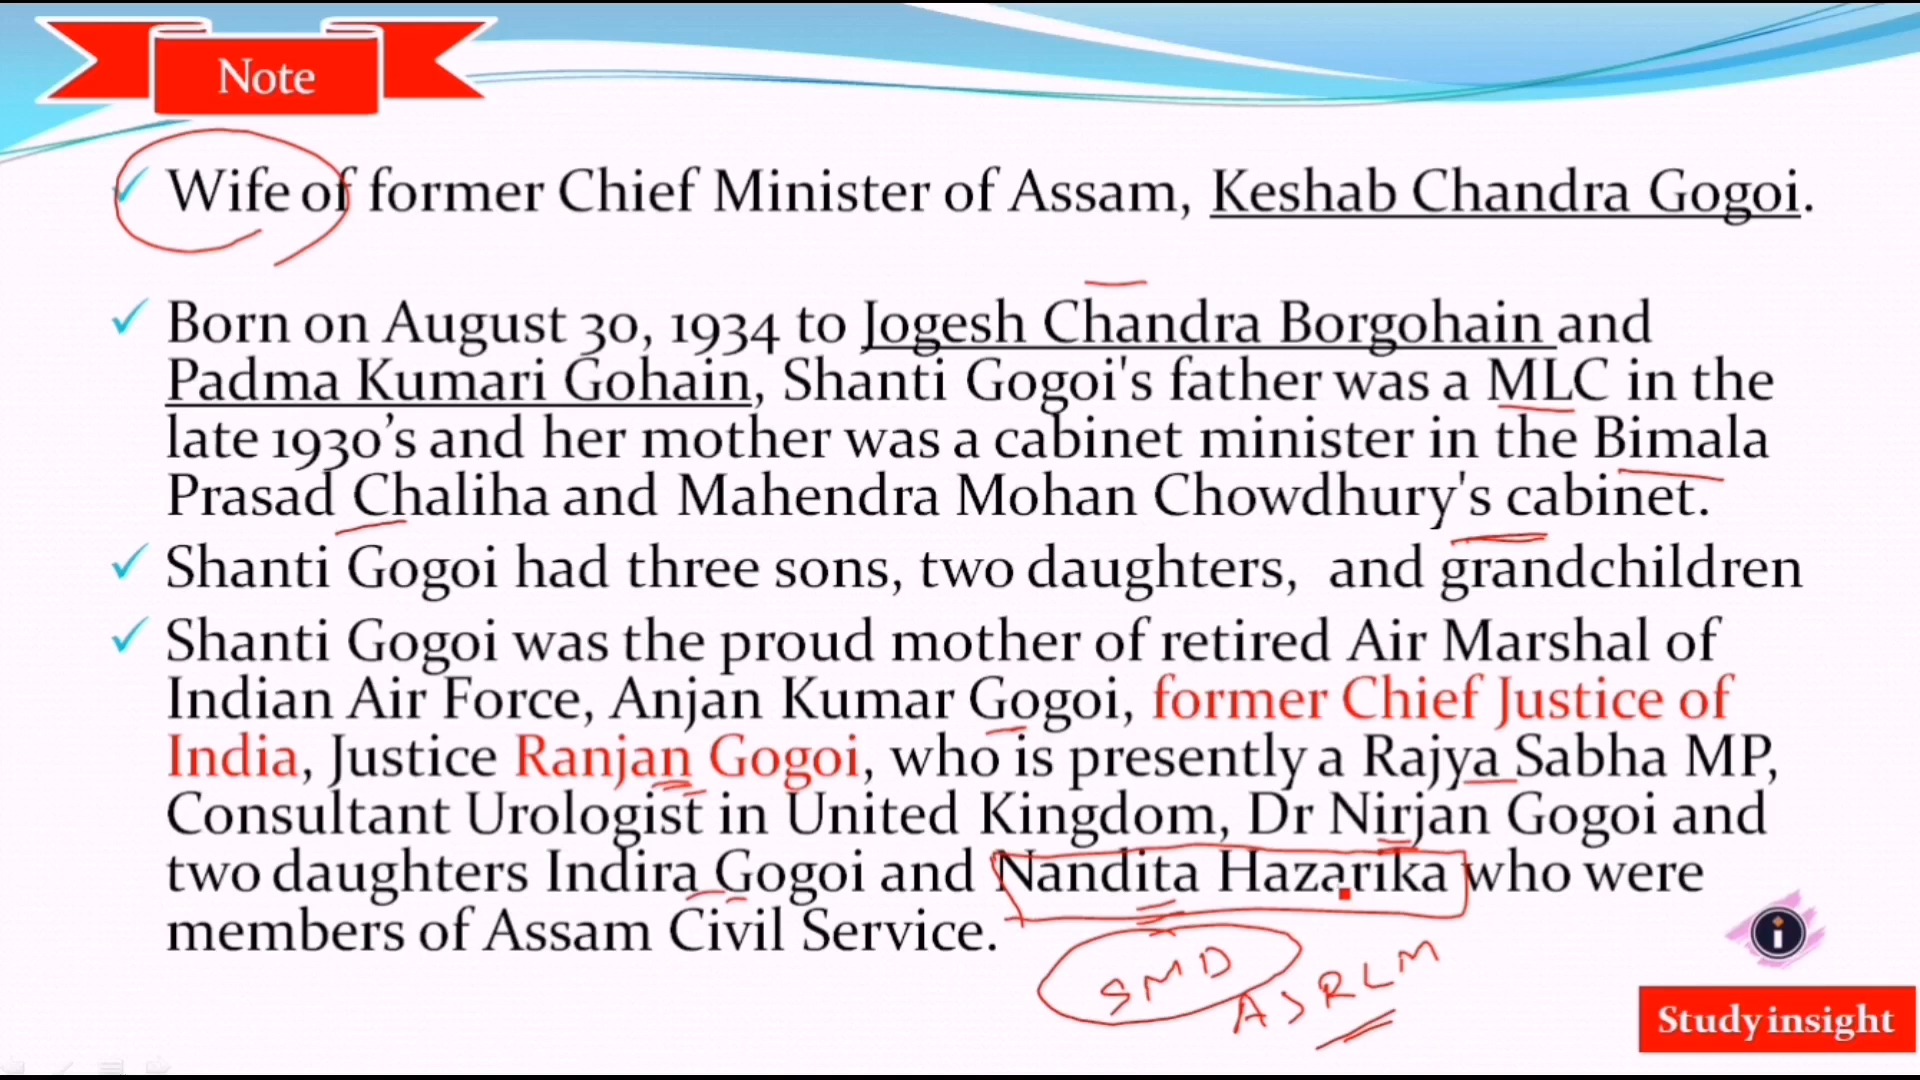 Note
Wife of former Chief Minister of Assam, Keshab Chandra Gogoi.
Born on August 30, 1934 to Jogesh Chandra Borgohain and
Padma Kumari Gohain, Shanti Gogoi's father was a MLC in the
late 1930’s and her mother was a cabinet minister in the Bimala
Prasad Chaliha and Mahendra Mohan Chowdhury's cabinet.
Shanti Gogoi had three sons, two daughters, and grandchildren
Shanti Gogoi was the proud mother of retired Air Marshal of
Indian Air Force, Anjan Kumar Gogoi, former Chief Justice of
India, Justice Ranjan Gogoi, who is presently a Rajya Sabha MP,
Consultant Urologist in United Kingdom, Dr Nirjan Gogoi and
two daughters Indira Gogoi and Nandita Hazarika who were
members of Assam Civil Service.
SMD
ASRLM
i
Study insight